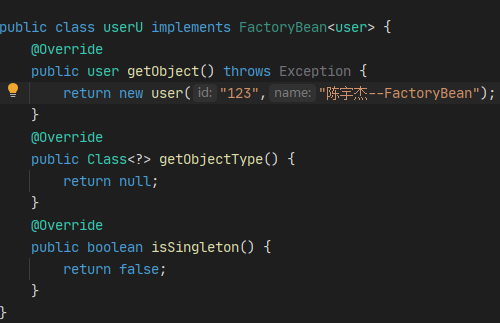 public class userU implements FactoryBean<user> {
    @Override
    public user getObject() throws Exception {
        return new user( id: "123", name: "陈宇杰--FactoryBean");
    }
    @Override
    public Class<?> getObjectType() {
        return null;
    }
    @Override
    public boolean isSingleton() {
        return false;
    }
}